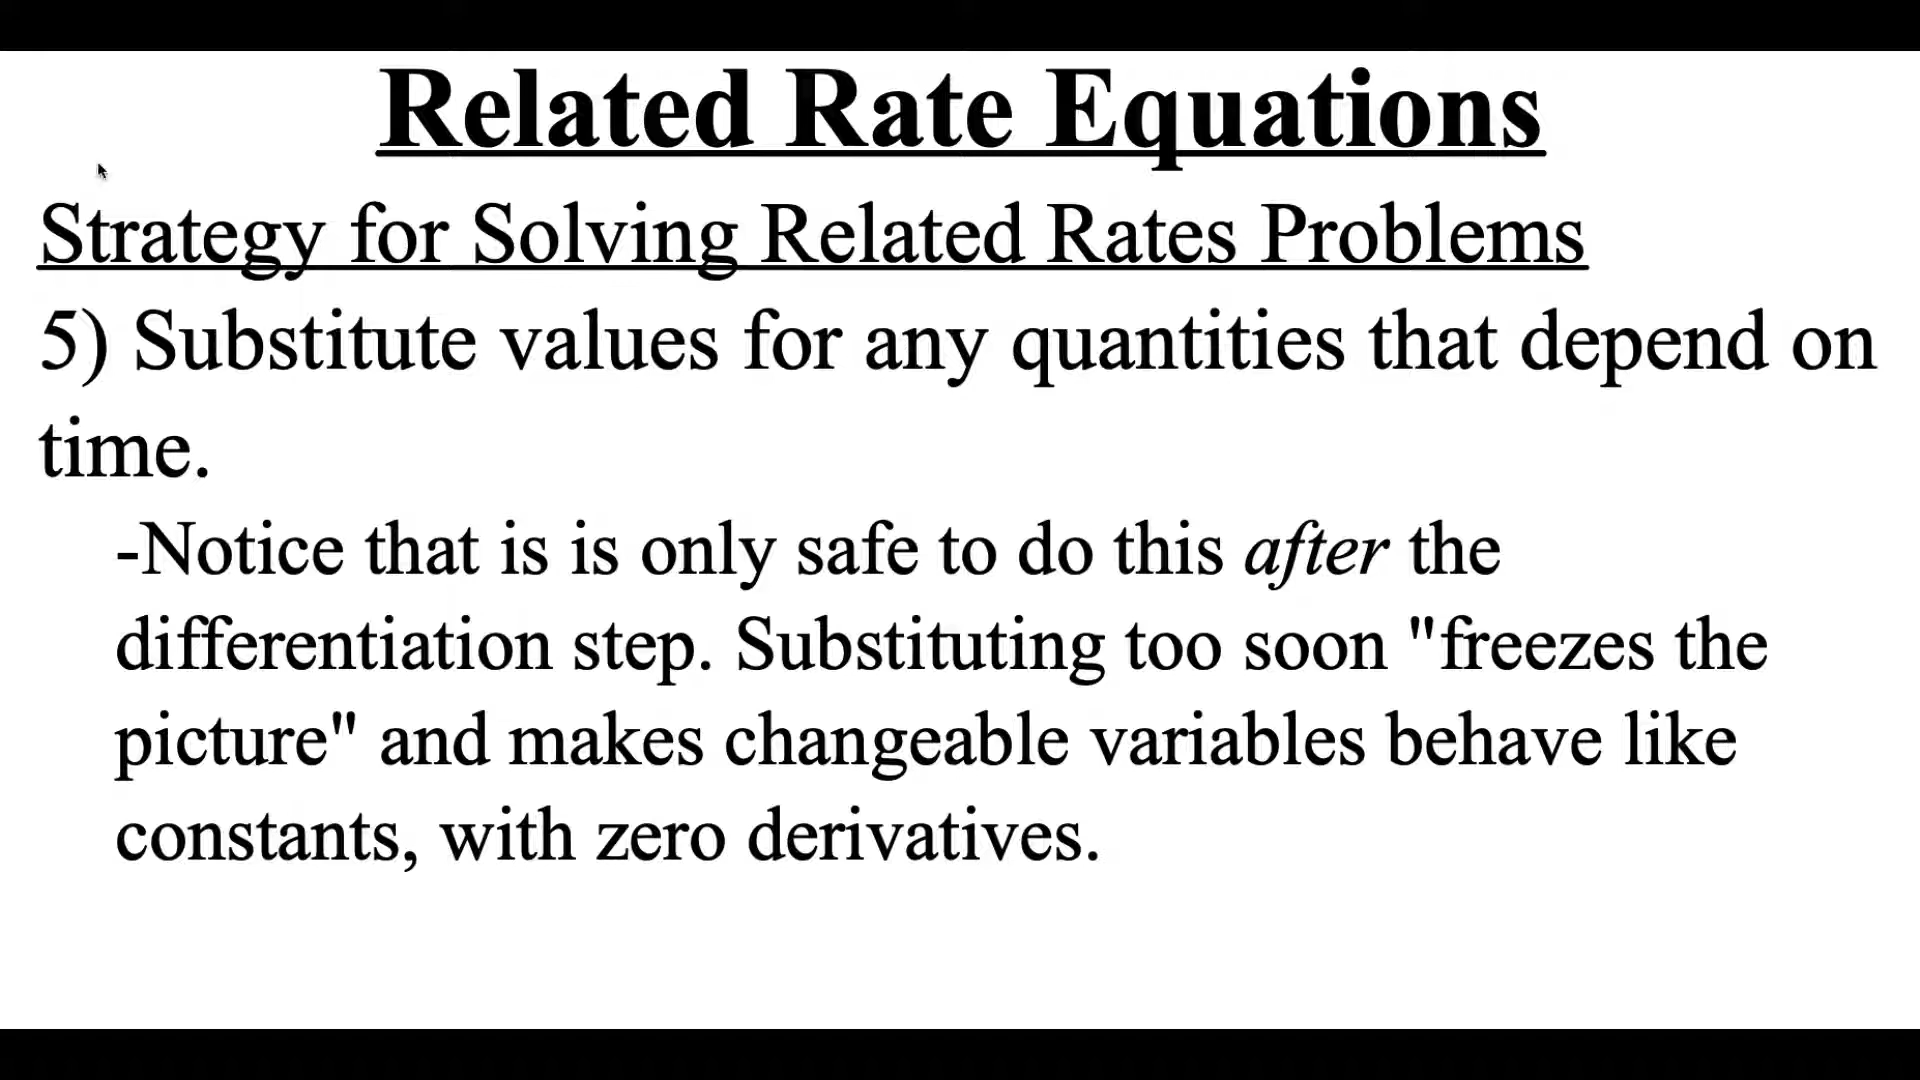 Related Rate Equations
Strategy for Solving Related Rates Problems
5) Substitute values for any quantities that depend on
time.
-Notice that is is only safe to do this after the
differentiation step. Substituting too soon "freezes the
picture" and makes changeable variables behave like
constants, with zero derivatives.